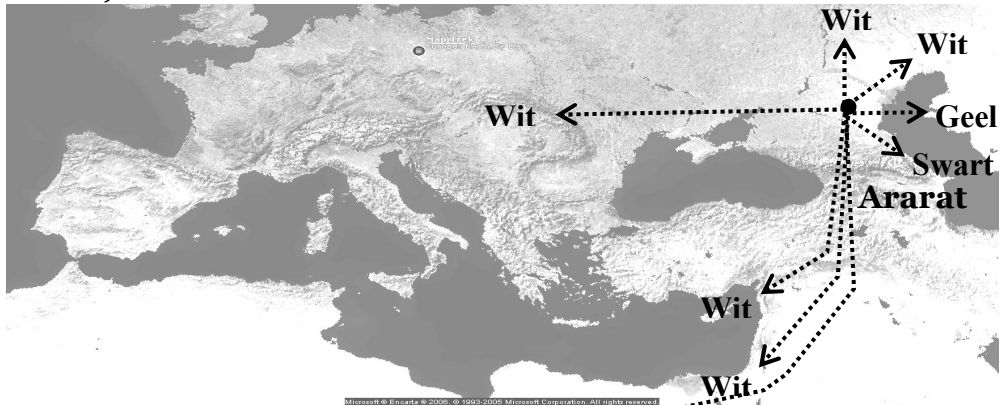 Wit
Wit
Wit
Geel
Swart
Ararat
Wit
Wit
Microsoft ® Encarta ® 2006. © 1993-2005 Microsoft Corporation. All rights reserved.